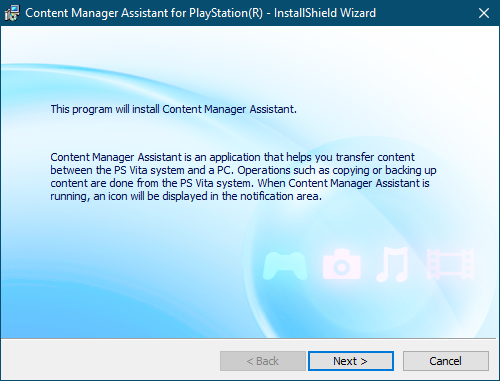 Content Manager Assistant for PlayStation(R) - InstallShield Wizard
This program will install Content Manager Assistant.
Content Manager Assistant is an application that helps you transfer content
between the PS Vita system and a PC. Operations such as copying or backing up
content are done from the PS Vita system. When Content Manager Assistant is
running, an icon will be displayed in the notification area.
< Back Next > Cancel